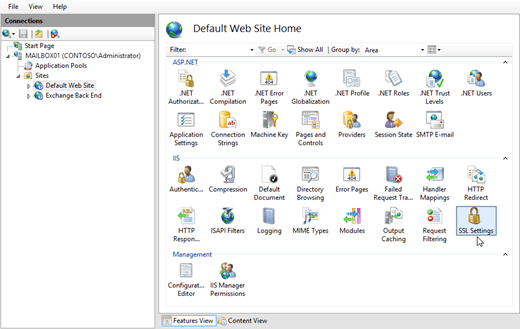 File View Help
Connections
Start Page
MAILBOX01 (CONTOSO\Administrator)
Application Pools
Sites
Default Web Site
Exchange Back End
Default Web Site Home
Filter: Go Show All Group by: Area
ASP.NET
.NET Authorizat... .NET Compilation .NET Error Pages .NET Globalization .NET Profile .NET Roles .NET Trust Levels .NET Users
Application Settings Connection Strings Machine Key Pages and Controls Providers Session State SMTP E-mail
IIS
Authentic... Compression Default Document Directory Browsing Error Pages Failed Request Tra... Handler Mappings HTTP Redirect
HTTP Respon... ISAPI Filters Logging MIME Types Modules Output Caching Request Filtering SSL Settings
Management
Configurat... Editor IIS Manager Permissions
Features View Content View